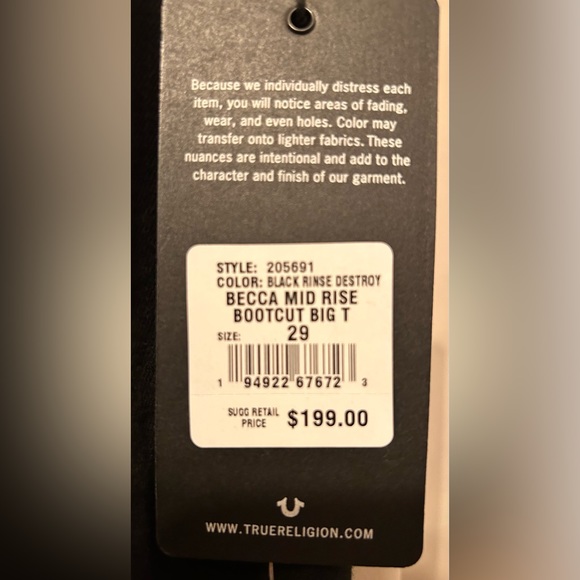 Because we individually distress each
item, you will notice areas of fading,
wear, and even holes. Color may
transfer onto lighter fabrics. These
nuances are intentional and add to the
character and finish of our garment.
STYLE: 205691
COLOR: BLACK RINSE DESTROY
BECCA MID RISE
BOOTCUT BIG T
SIZE: 29
1 94922 67672 3
SUGG RETAIL
PRICE $199.00
WWW.TRUERELIGION.COM